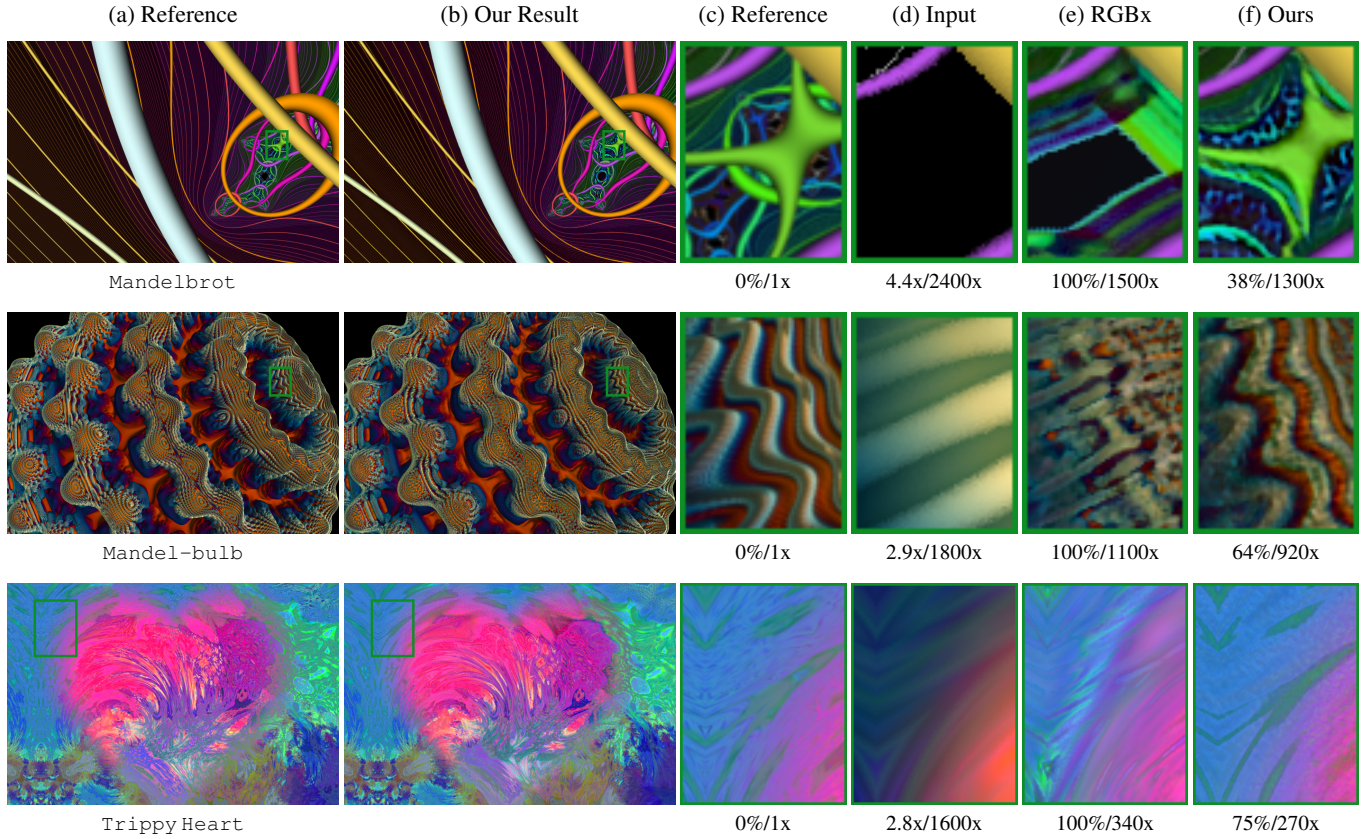 (a) Reference (b) Our Result (c) Reference (d) Input (e) RGBx (f) Ours
Mandelbrot 0%/1x 4.4x/2400x 100%/1500x 38%/1300x
Mandel-bulb 0%/1x 2.9x/1800x 100%/1100x 64%/920x
Trippy Heart 0%/1x 2.8x/1600x 100%/340x 75%/270x